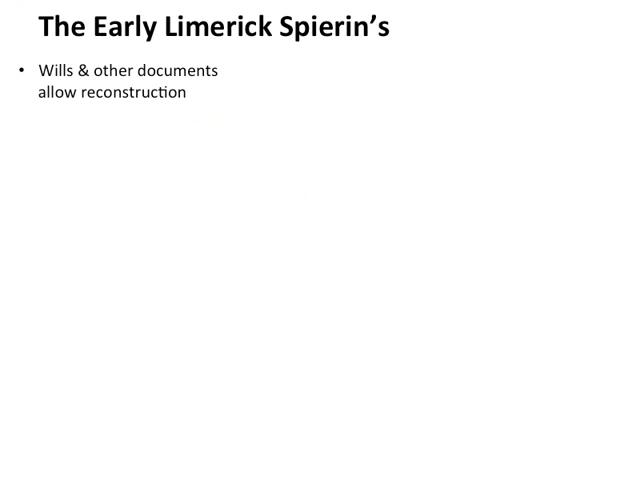 The Early Limerick Spierin’s
• Wills & other documents
allow reconstruction